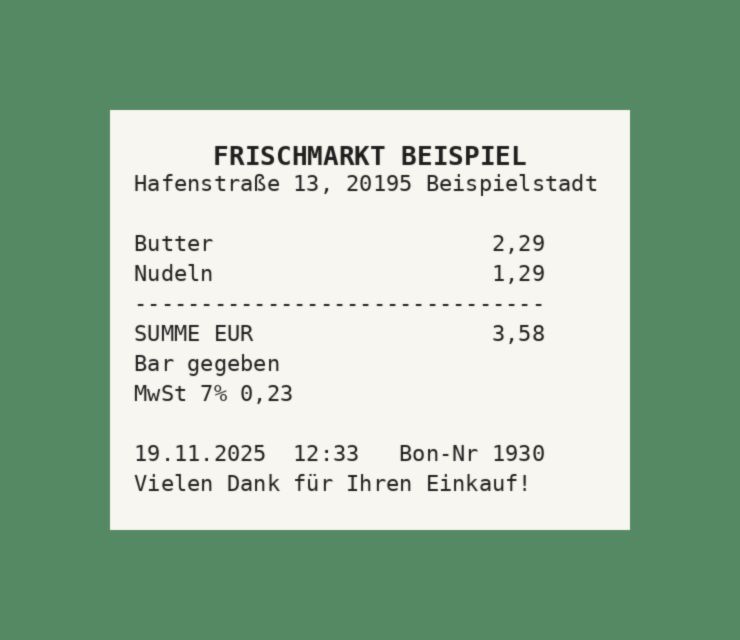 FRISCHMARKT BEISPIEL
Hafenstraße 13, 20195 Beispielstadt
Butter 2,29
Nudeln 1,29
-------------------------------
SUMME EUR 3,58
Bar gegeben
MwSt 7% 0,23
19.11.2025 12:33 Bon-Nr 1930
Vielen Dank für Ihren Einkauf!